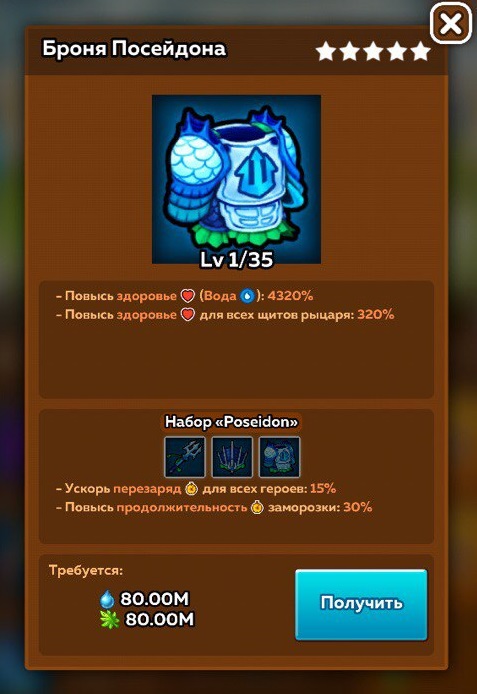 Броня Посейдона
Lv 1/35
- Повысь здоровье (Вода): 4320%
- Повысь здоровье для всех щитов рыцаря: 320%
Набор «Poseidon»
- Ускорь перезаряд для всех героев: 15%
- Повысь продолжительность заморозки: 30%
Требуется:
80.00M
80.00M
Получить